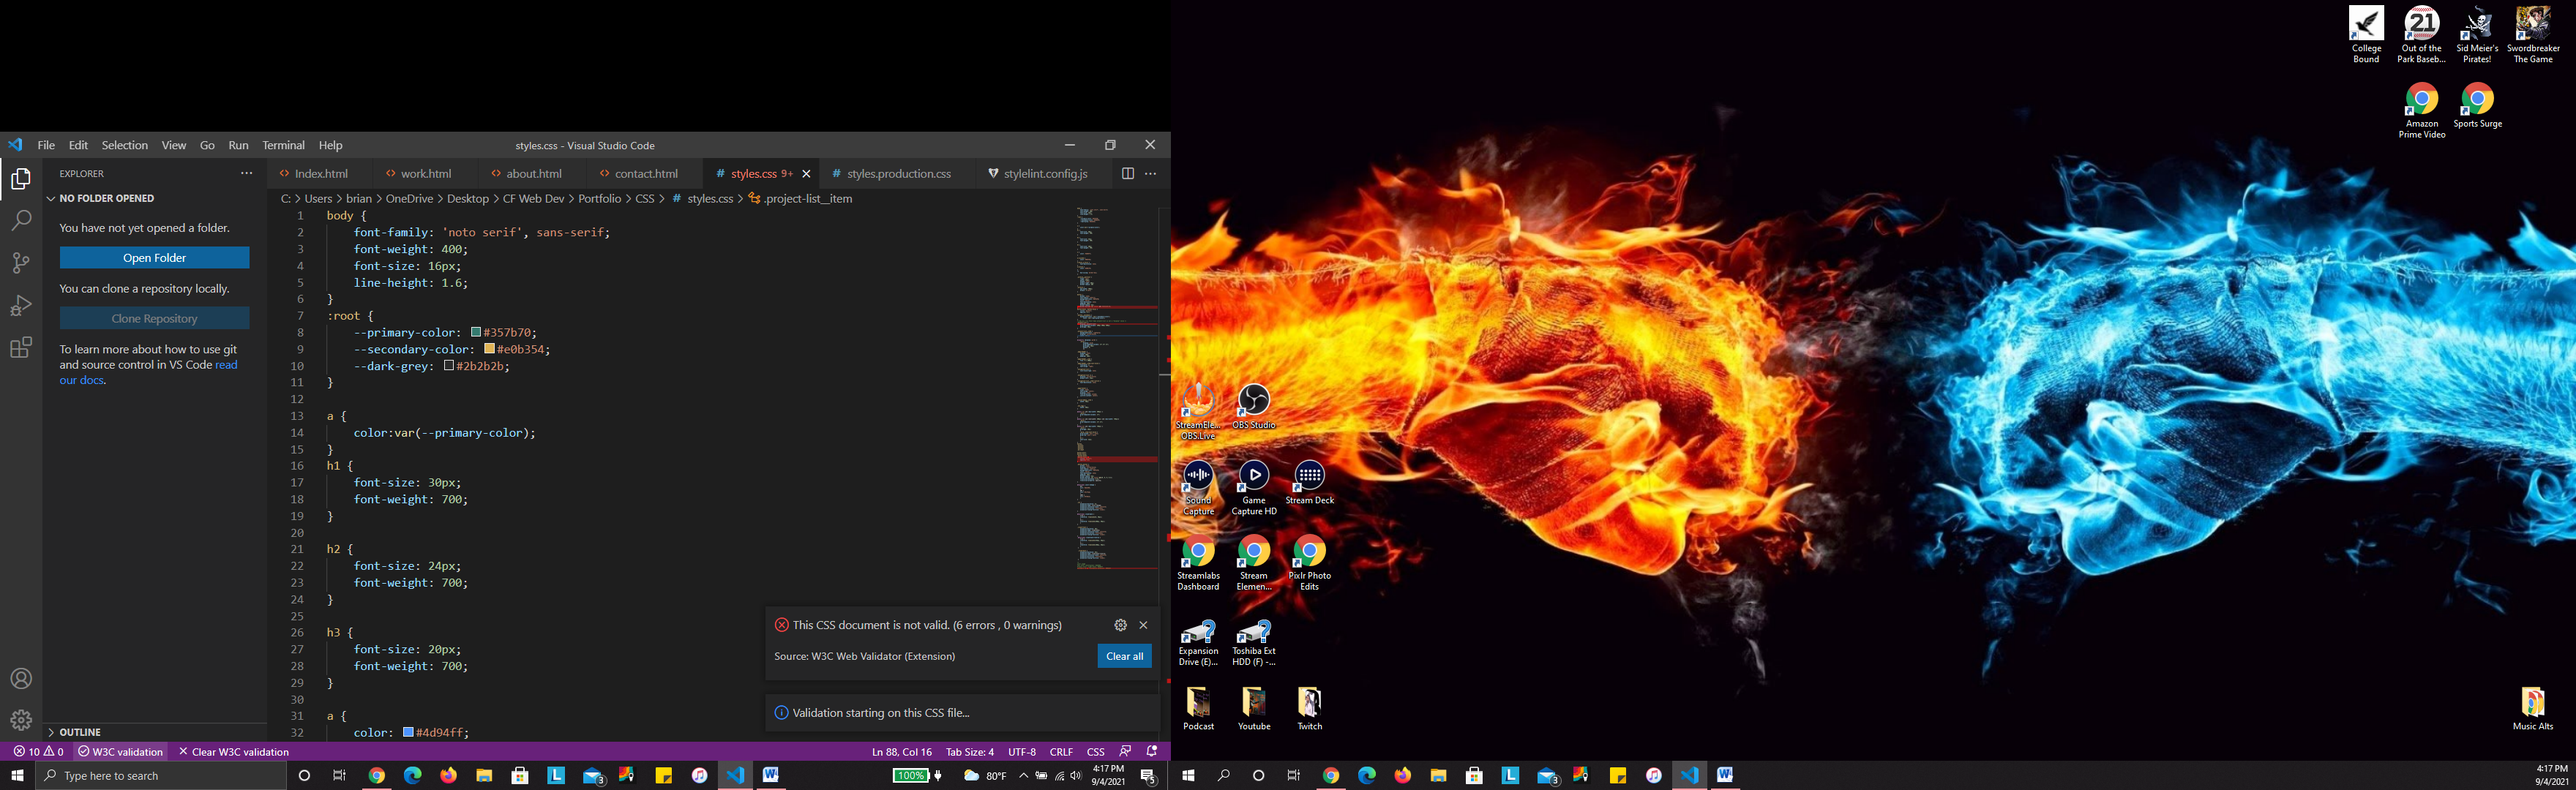 File Edit Selection View Go Run Terminal Help
styles.css - Visual Studio Code
EXPLORER
Index.html
work.html
about.html
contact.html
styles.css 9+
styles.production.css
stylelint.config.js
NO FOLDER OPENED
C: > Users > brian > OneDrive > Desktop > CF Web Dev > Portfolio > CSS > # styles.css > .project-list__item
You have not yet opened a folder.
Open Folder
You can clone a repository locally.
Clone Repository
To learn more about how to use git
and source control in VS Code read
our docs.
1 body {
2 font-family: 'noto serif', sans-serif;
3 font-weight: 400;
4 font-size: 16px;
5 line-height: 1.6;
6 }
7 :root {
8 --primary-color: #357b70;
9 --secondary-color: #e0b354;
10 --dark-grey: #2b2b2b;
11 }
12
13 a {
14 color:var(--primary-color);
15 }
16 h1 {
17 font-size: 30px;
18 font-weight: 700;
19 }
20
21 h2 {
22 font-size: 24px;
23 font-weight: 700;
24 }
25
26 h3 {
27 font-size: 20px;
28 font-weight: 700;
29 }
30
31 a {
32 color: #4d94ff;
This CSS document is not valid. (6 errors , 0 warnings)
Source: W3C Web Validator (Extension)
Clear all
Validation starting on this CSS file...
OUTLINE
10 0 W3C validation Clear W3C validation
Ln 88, Col 16 Tab Size: 4 UTF-8 CRLF CSS
Type here to search
3
100%
80°F
4:17 PM
9/4/2021
5
College
Bound
Out of the
Park Baseb...
21
Sid Meier's
Pirates!
Swordbreaker
The Game
Amazon
Prime Video
Sports Surge
StreamEle...
OBS.Live
OBS Studio
Sound
Capture
Game
Capture HD
Stream Deck
Streamlabs
Dashboard
Stream
Elemen...
Pixlr Photo
Edits
Expansion
Drive (E)...
Toshiba Ext
HDD (F) -...
Podcast
Youtube
Twitch
Music Alts
3
4:17 PM
9/4/2021